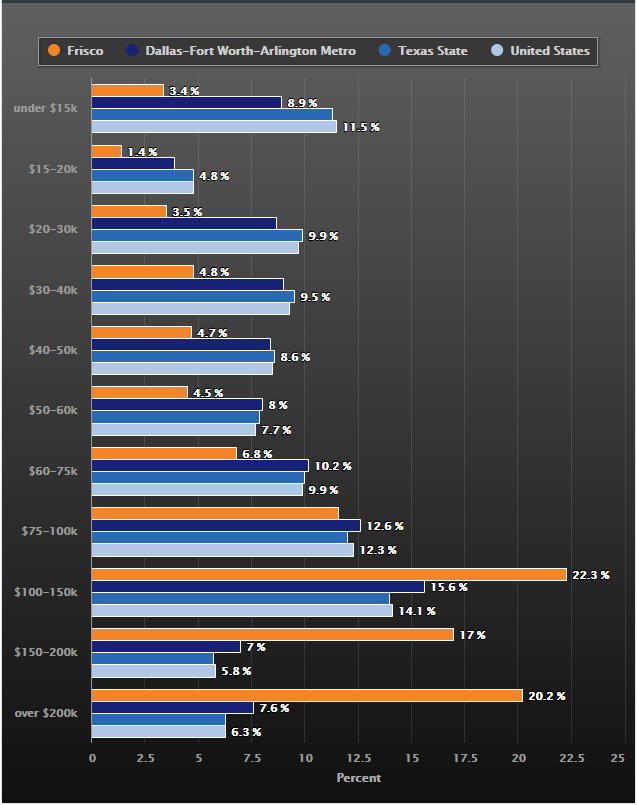 Frisco Dallas-Fort Worth-Arlington Metro Texas State United States
under $15k
3.4%
8.9%
11.5%
$15-20k
1.4%
4.8%
$20-30k
3.5%
9.9%
$30-40k
4.8%
9.5%
$40-50k
4.7%
8.6%
$50-60k
4.5%
8%
7.7%
$60-75k
6.8%
10.2%
9.9%
$75-100k
12.6%
12.3%
$100-150k
22.3%
15.6%
14.1%
$150-200k
17%
7%
5.8%
over $200k
20.2%
7.6%
6.3%
0 2.5 5 7.5 10 12.5 15 17.5 20 22.5 25
Percent